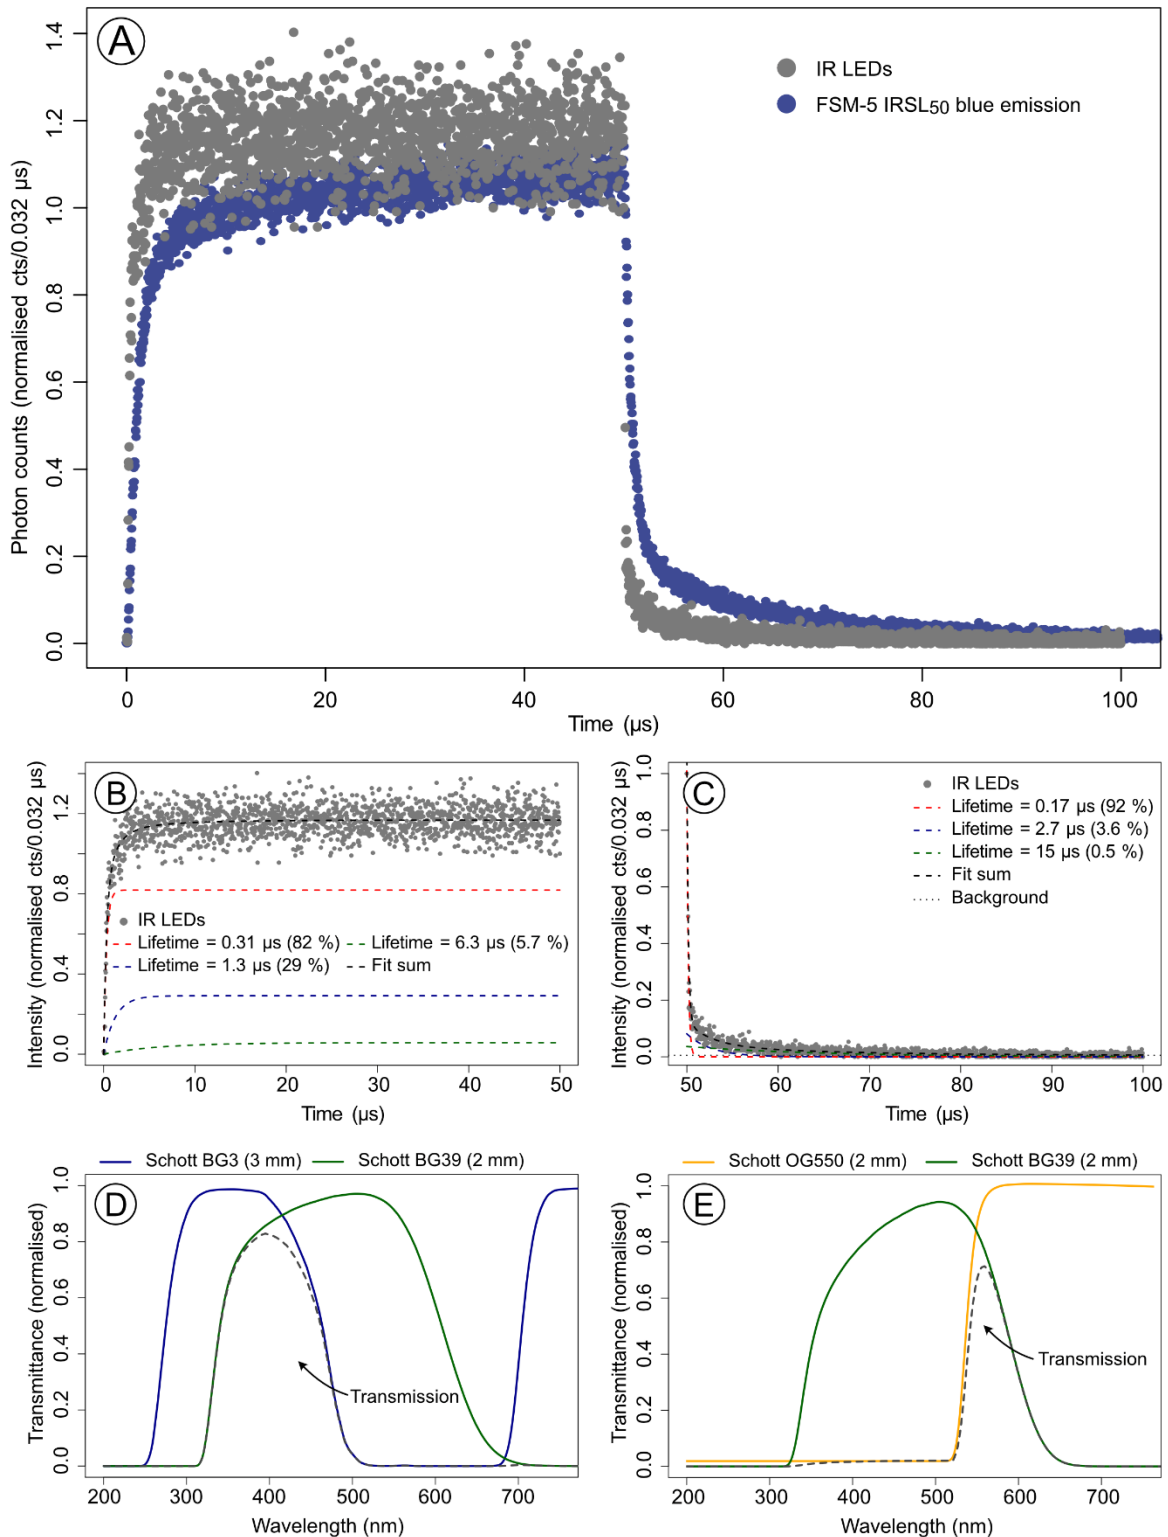 A
IR LEDs
FSM-5 IRSL50 blue emission
Photon counts (normalised cts/0.032 µs)
1.4
1.2
1.0
0.8
0.6
0.4
0.2
0.0
0 20 40 60 80 100
Time (µs)
B
Intensity (normalised cts/0.032 µs)
1.2
0.8
0.4
0.0
IR LEDs
Lifetime = 0.31 µs (82 %)
Lifetime = 6.3 µs (5.7 %)
Lifetime = 1.3 µs (29 %)
Fit sum
0 10 20 30 40 50
Time (µs)
C
Intensity (normalised cts/0.032 µs)
1.0
0.8
0.6
0.4
0.2
0.0
IR LEDs
Lifetime = 0.17 µs (92 %)
Lifetime = 2.7 µs (3.6 %)
Lifetime = 15 µs (0.5 %)
Fit sum
Background
50 60 70 80 90 100
Time (µs)
Schott BG3 (3 mm) Schott BG39 (2 mm)
D
Transmittance (normalised)
1.0
0.8
0.6
0.4
0.2
0.0
Transmission
200 300 400 500 600 700
Wavelength (nm)
Schott OG550 (2 mm) Schott BG39 (2 mm)
E
Transmittance (normalised)
1.0
0.8
0.6
0.4
0.2
0.0
Transmission
200 300 400 500 600 700
Wavelength (nm)